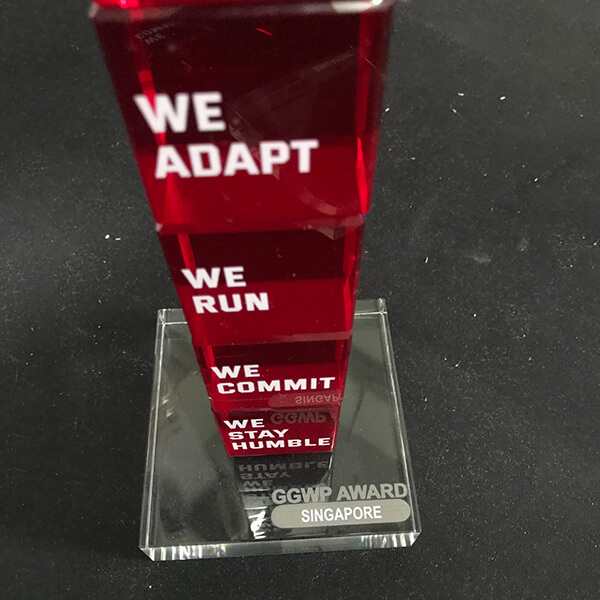 WE
ADAPT
WE
RUN
WE
COMMIT
WE
STAY
HUMBLE
GGWP AWARD
SINGAPORE